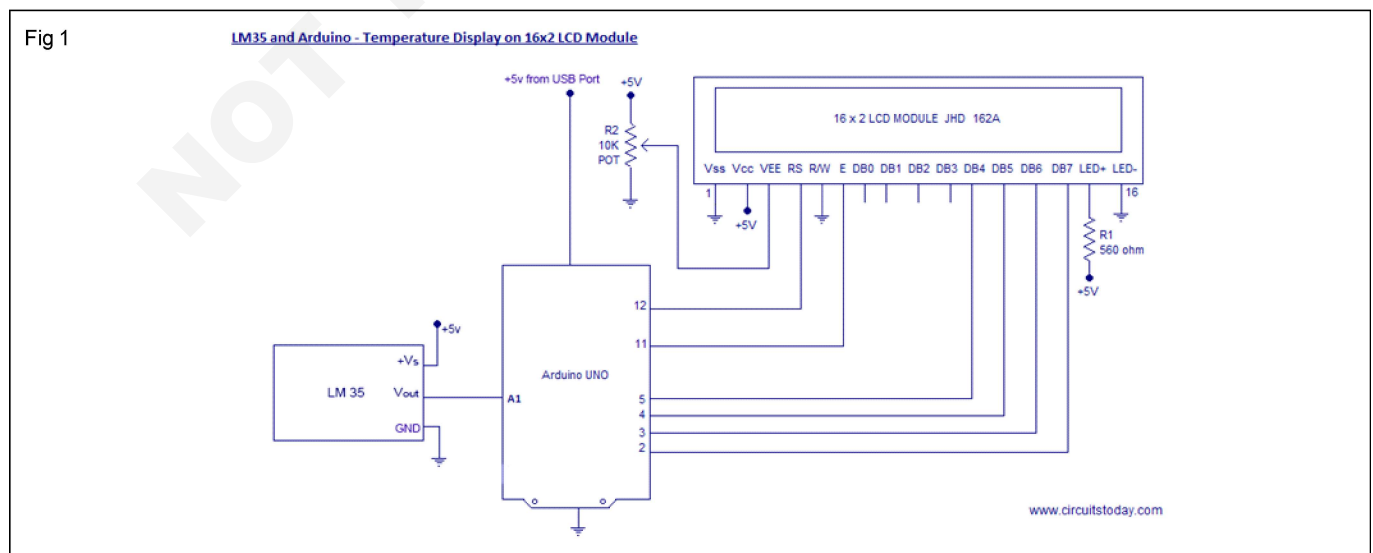 Fig 1
LM35 and Arduino - Temperature Display on 16x2 LCD Module
+5v from USB Port
+5V
R2
10K
POT
16 x 2 LCD MODULE JHD 162A
Vss Vcc VEE RS R/W E DB0 DB1 DB2 DB3 DB4 DB5 DB6 DB7 LED+ LED-
1
16
+5V
R1
560 ohm
+5V
12
11
Arduino UNO
5
4
3
2
A1
+5v
+Vs
LM 35
Vout
GND
www.circuitstoday.com
NOT